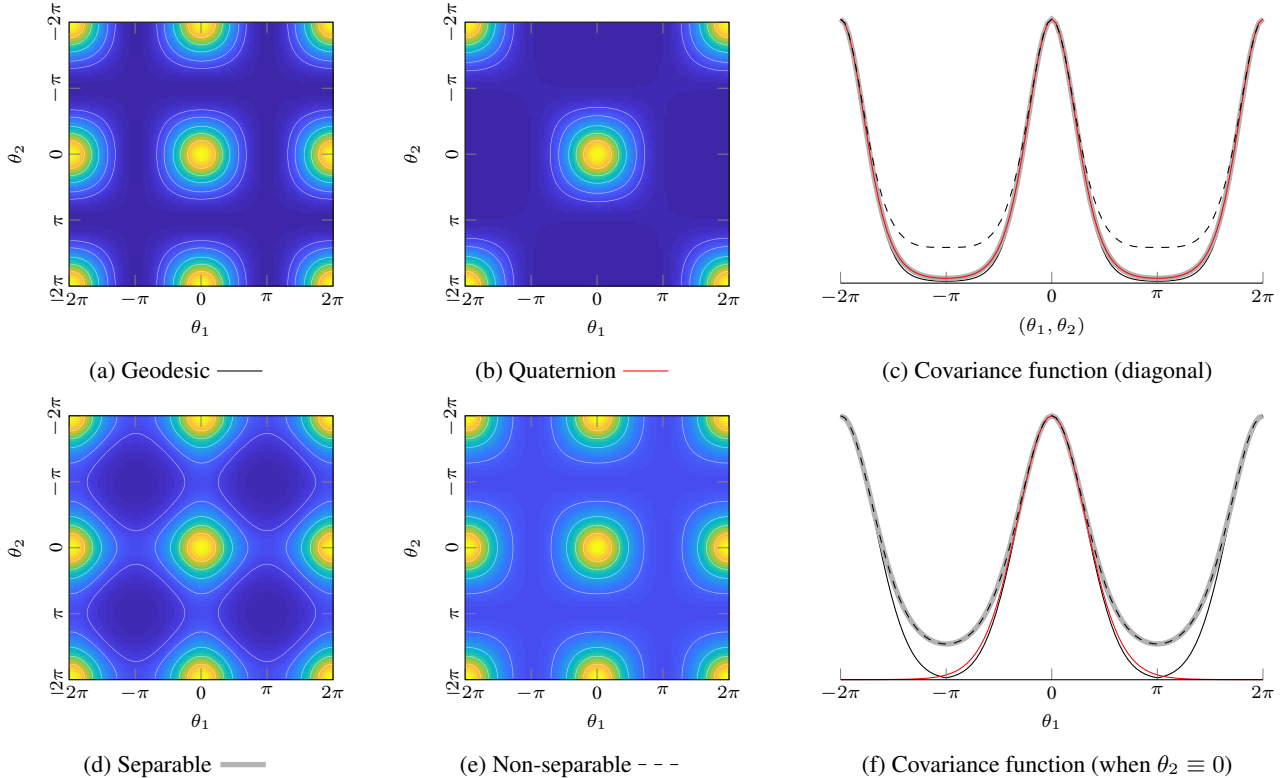 −2π
−π
0
π
2π
θ2
−2π
−π
0
π
2π
θ1
(a) Geodesic
−2π
−π
0
π
2π
θ2
−2π
−π
0
π
2π
θ1
(b) Quaternion
−2π
−π
0
π
2π
(θ1, θ2)
(c) Covariance function (diagonal)
−2π
−π
0
π
2π
θ2
−2π
−π
0
π
2π
θ1
(d) Separable
−2π
−π
0
π
2π
θ2
−2π
−π
0
π
2π
θ1
(e) Non-separable
−2π
−π
0
π
2π
θ1
(f) Covariance function (when θ2 ≡ 0)